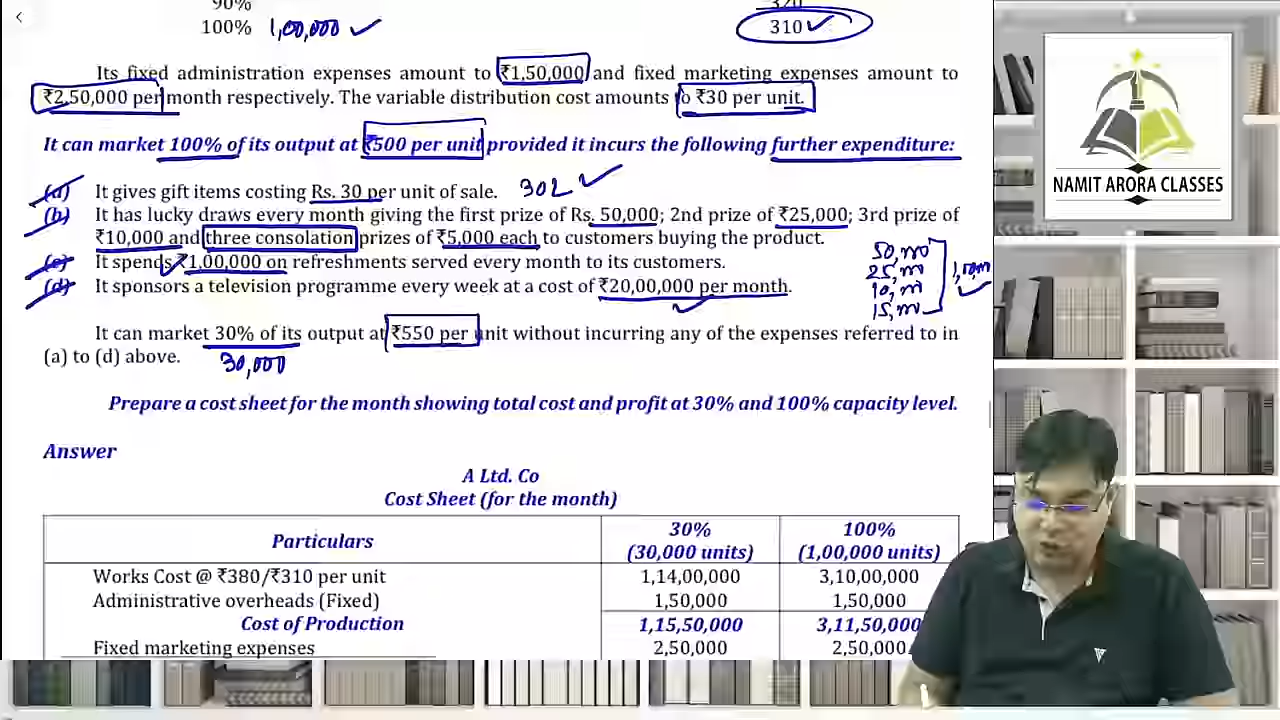 90%
100% 1,00,000 310
Its fixed administration expenses amount to ₹1,50,000 and fixed marketing expenses amount to
₹2,50,000 per month respectively. The variable distribution cost amounts to ₹30 per unit.
It can market 100% of its output at ₹500 per unit provided it incurs the following further expenditure:
(a) It gives gift items costing Rs. 30 per unit of sale. 30L
(b) It has lucky draws every month giving the first prize of Rs. 50,000; 2nd prize of ₹25,000; 3rd prize of
₹10,000 and three consolation prizes of ₹5,000 each to customers buying the product.
(c) It spends ₹1,00,000 on refreshments served every month to its customers.
(d) It sponsors a television programme every week at a cost of ₹20,00,000 per month.
50,000
25,000
10,000
15,000
It can market 30% of its output at ₹550 per unit without incurring any of the expenses referred to in
(a) to (d) above.
30,000
Prepare a cost sheet for the month showing total cost and profit at 30% and 100% capacity level.
Answer
A Ltd. Co
Cost Sheet (for the month)
Particulars 30% (30,000 units) 100% (1,00,000 units)
Works Cost @ ₹380/₹310 per unit 1,14,00,000 3,10,00,000
Administrative overheads (Fixed) 1,50,000 1,50,000
Cost of Production 1,15,50,000 3,11,50,000
Fixed marketing expenses 2,50,000 2,50,000
NAMIT ARORA CLASSES